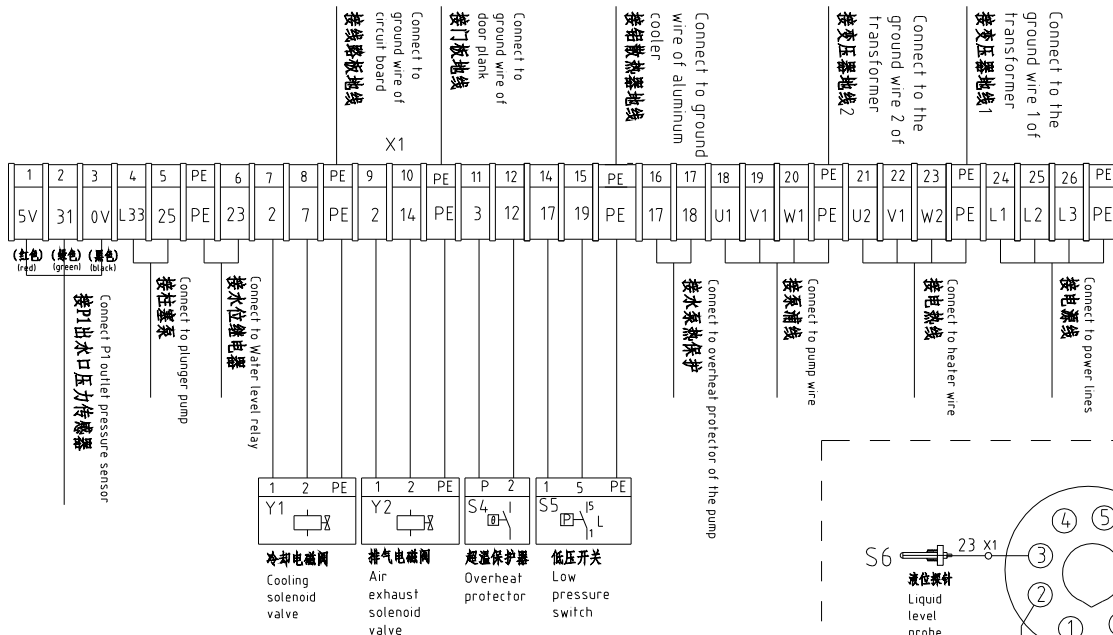 接线路板地线
Connect to
ground wire of
circuit board
接门板地线
Connect to
ground wire of
door plank
接铝散热器地线
Connect to ground
wire of aluminum
cooler
接变压器地线2
Connect to the
ground wire 2 of
transformer
接变压器地线1
Connect to the
ground wire 1 of
transformer
X1
1 2 3 4 5 PE 6 7 8 PE 9 10 PE 11 12 14 15 PE 16 17 18 19 20 PE 21 22 23 PE 24 25 26 PE
5V 31 0V L33 25 PE 23 2 7 PE 2 14 PE 3 12 17 19 PE 17 18 U1 V1 W1 PE U2 V1 W2 PE L1 L2 L3 PE
(红色) (绿色) (黑色)
(red) (green) (black)
接P1出水口压力传感器
Connect P1 outlet pressure sensor
接柱塞泵
Connect to plunger pump
接水位继电器
Connect to Water level relay
接水泵热保护
Connect to overheat protector of the pump
接泵浦线
Connect to pump wire
接电热线
Connect to heater wire
接电源线
Connect to power lines
1 2 PE
Y1
冷却电磁阀
Cooling
solenoid
valve
1 2 PE
Y2
排气电磁阀
Air
exhaust
solenoid
valve
P 2
S4
θ
超温保护器
Overheat
protector
1 5 PE
S5
P
5
L
1
低压开关
Low
pressure
switch
S6
23 X1
液位探针
Liquid
level
probe
4 5
3
2
1